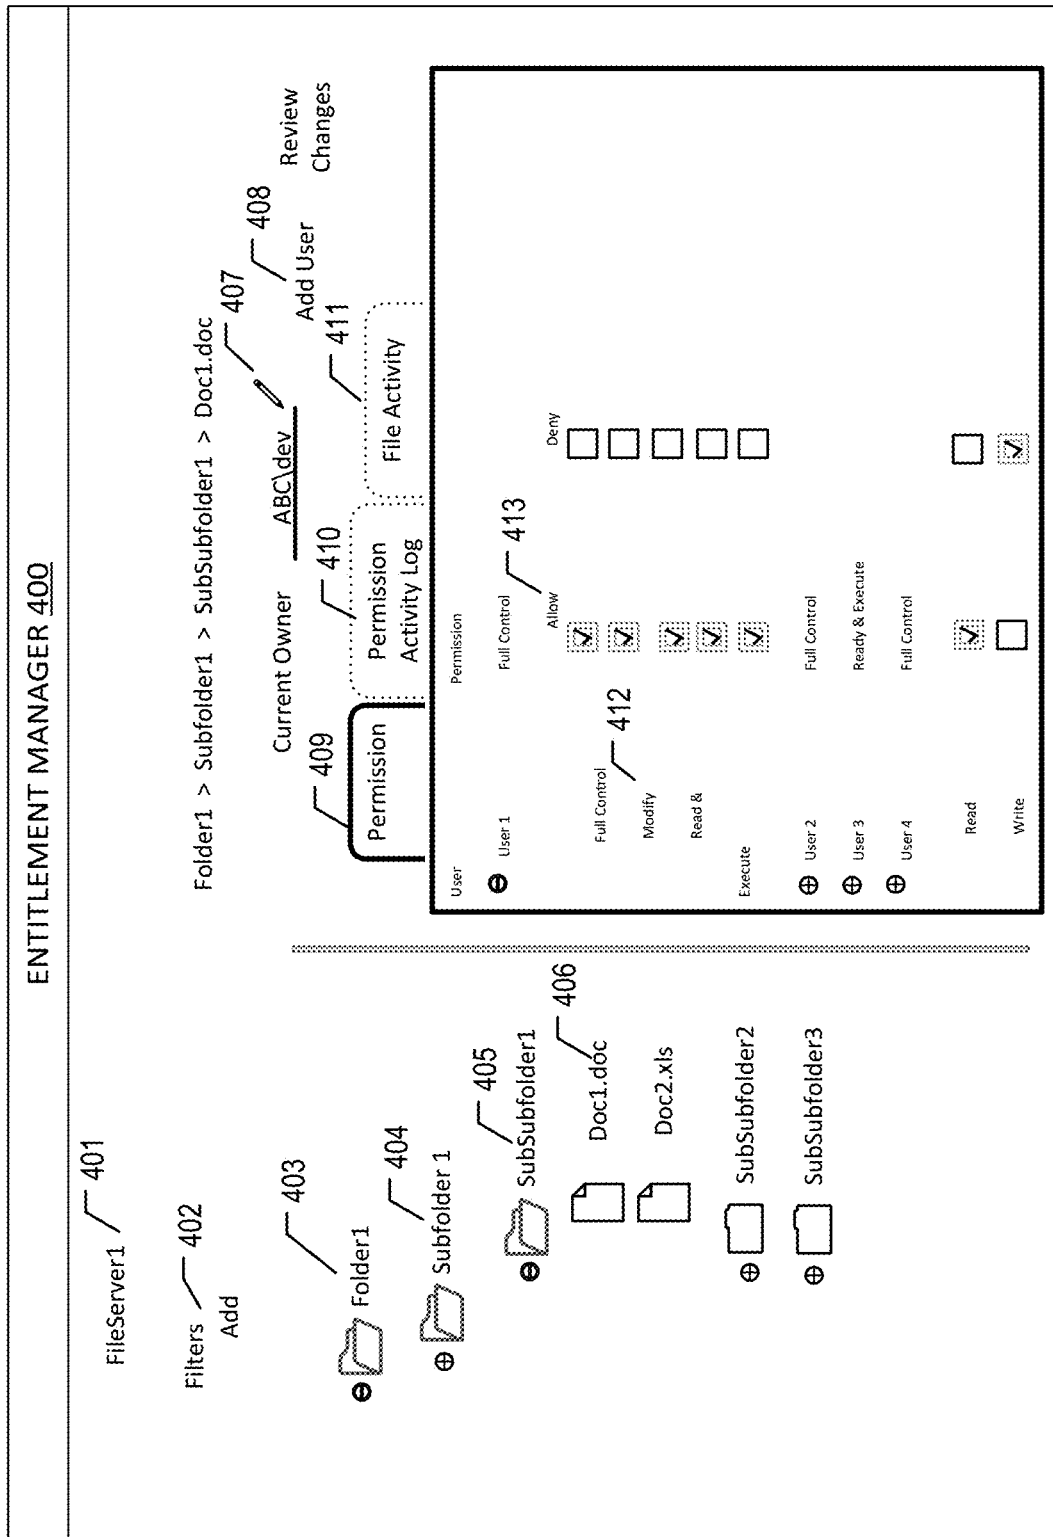 ENTITLEMENT MANAGER 400
FileServer1 401
Filters 402
Add
403
Folder1
404
Subfolder 1
405
SubSubfolder1
406
Doc1.doc
Doc2.xls
SubSubfolder2
SubSubfolder3
Folder1 > Subfolder1 > SubSubfolder1 > Doc1.doc
407
408
Current Owner ABC\dev Add User Review
Changes
409 410 411
Permission Permission File Activity
Activity Log
User Permission
User 1 Full Control
413
Allow Deny
Full Control
412
Modify
Read &
Execute
User 2 Full Control
User 3 Ready & Execute
User 4 Full Control
Read
Write